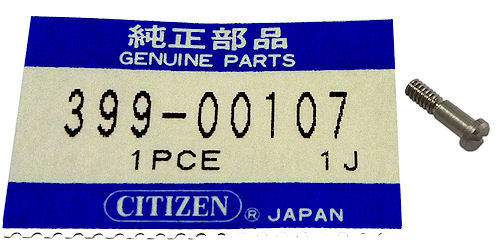 純正部品
GENUINE PARTS
399-00107
1PCE 1J
CITIZEN ® JAPAN